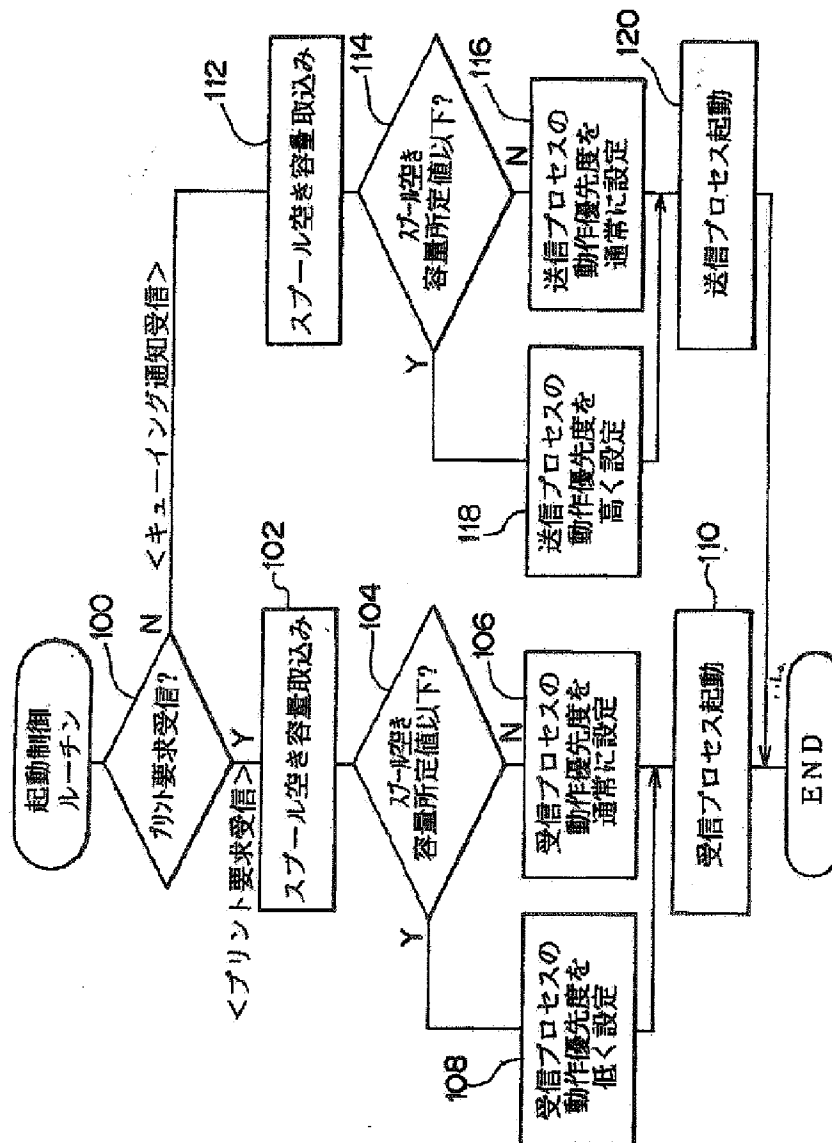 起動制御
ルーチン
100
プリント要求受信?
N
<キューイング通知受信>
Y
<プリント要求受信>
102
スプール空き容量取込み
104
スプール空き
容量所定値以下?
Y
N
106
受信プロセスの
動作優先度を
通常に設定
108
受信プロセスの
動作優先度を
低く設定
110
受信プロセス起動
112
スプール空き容量取込み
114
スプール空き
容量所定値以下?
Y
N
116
送信プロセスの
動作優先度を
通常に設定
118
送信プロセスの
動作優先度を
高く設定
120
送信プロセス起動
END